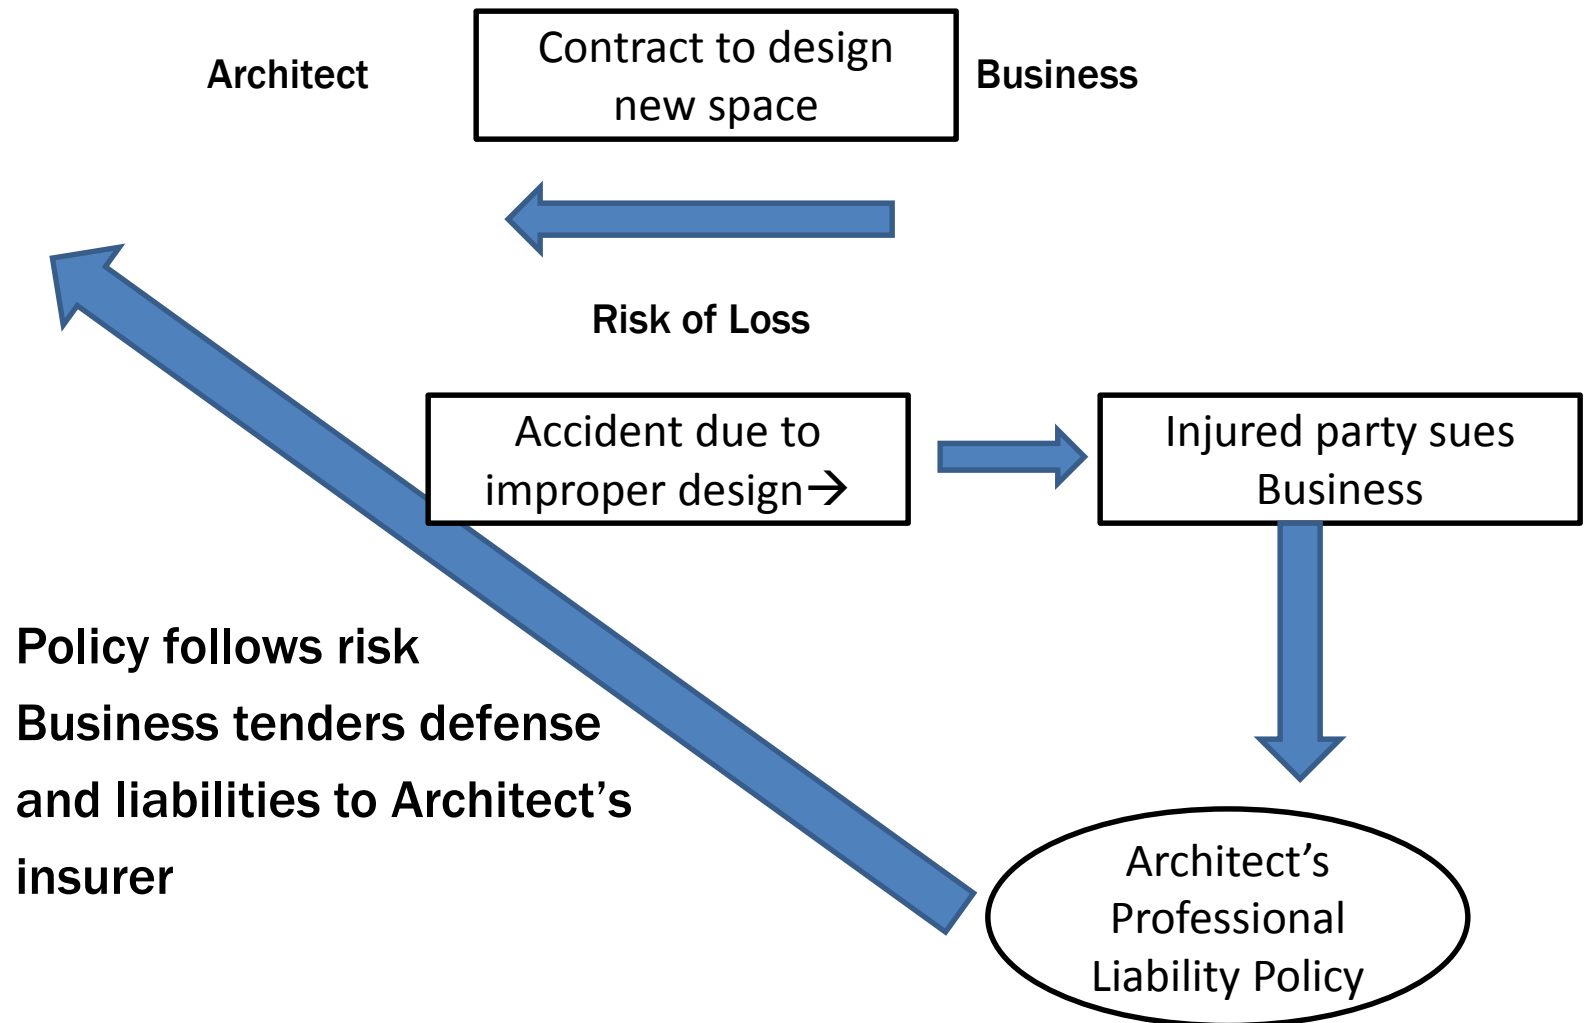 Architect
Contract to design
new space
Business
Risk of Loss
Accident due to
improper design→
Injured party sues
Business
Policy follows risk
Business tenders defense
and liabilities to Architect’s
insurer
Architect’s
Professional
Liability Policy